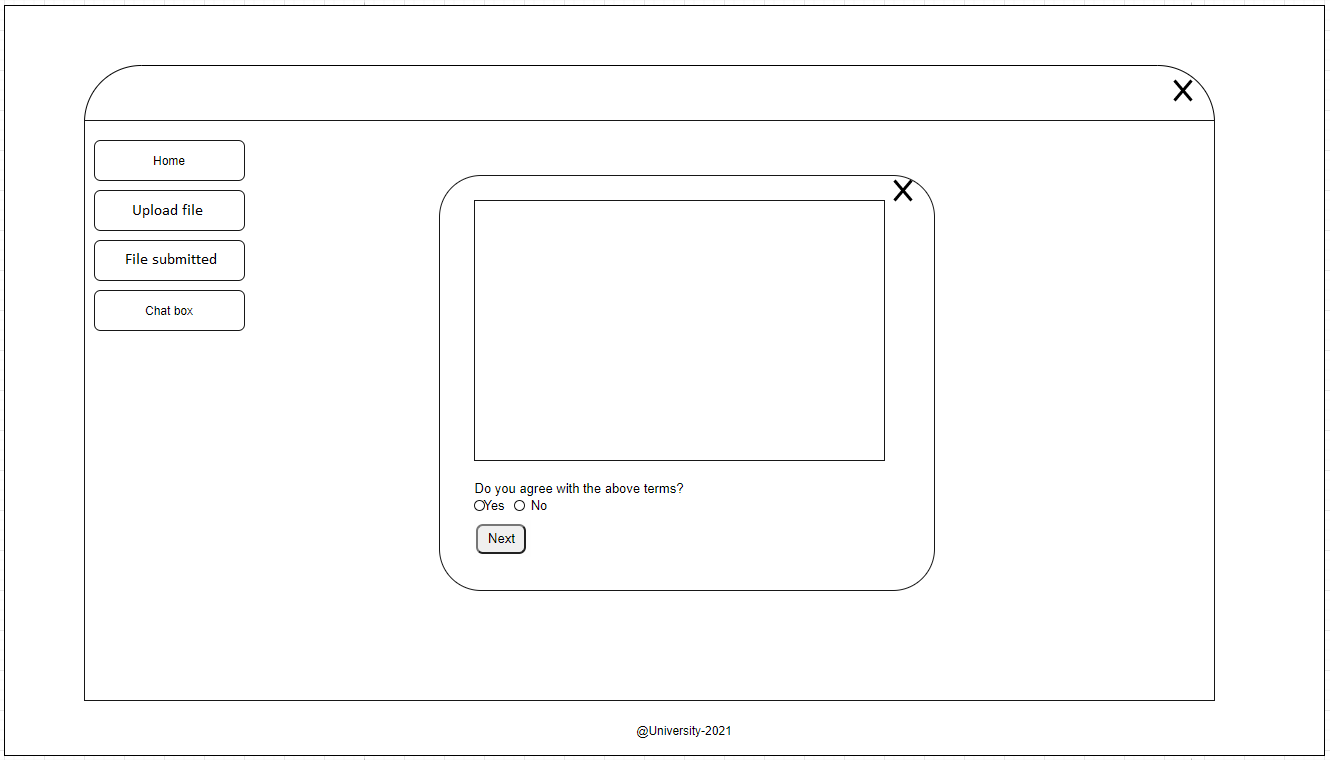 Home
Upload file
File submitted
Chat box
Do you agree with the above terms?
Yes No
Next
@University-2021